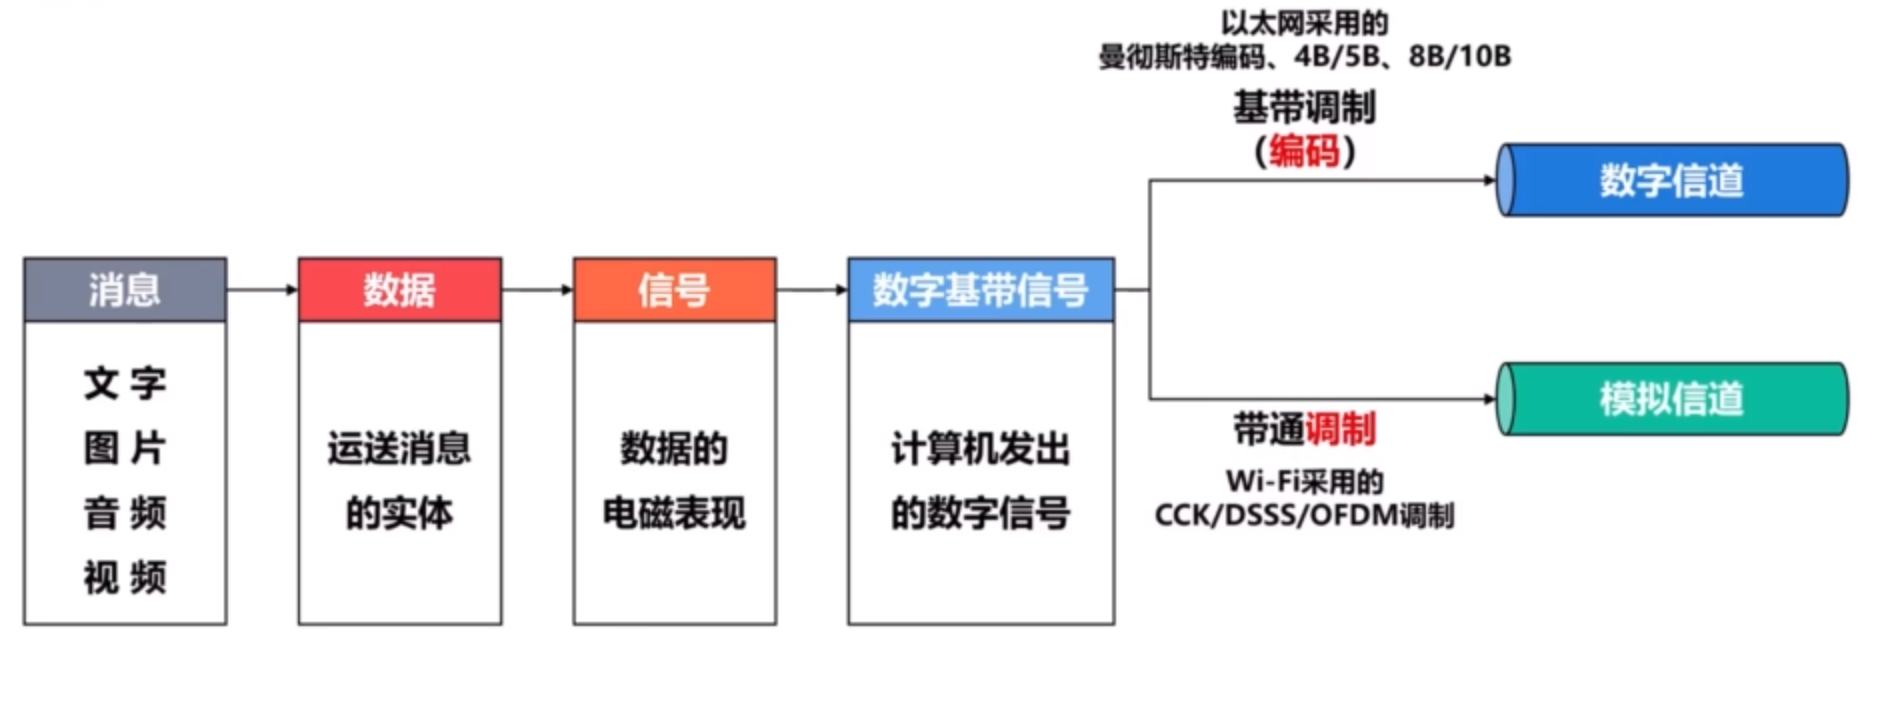 以太网采用的
曼彻斯特编码、4B/5B、8B/10B
基带调制
（编码）
数字信道
消息
数据
信号
数字基带信号
文 字
图 片
音 频
视 频
运送消息
的实体
数据的
电磁表现
计算机发出
的数字信号
模拟信道
带通调制
Wi-Fi采用的
CCK/DSSS/OFDM调制